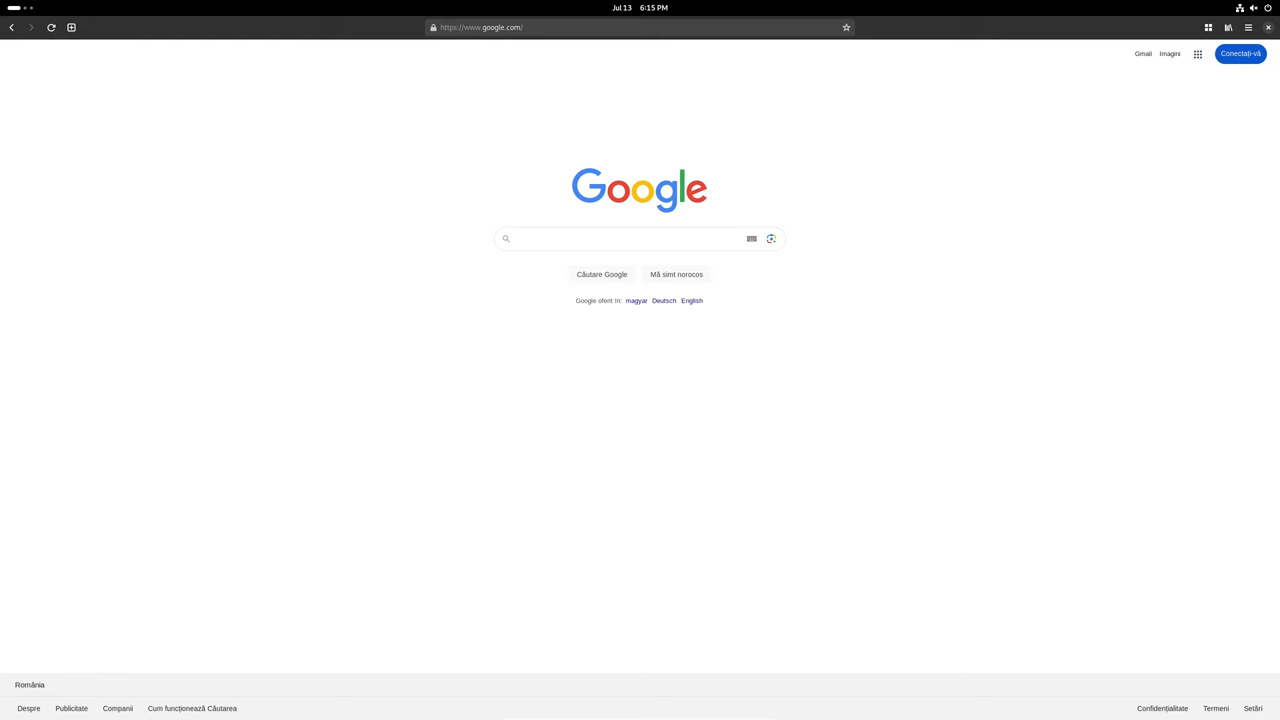 Jul 13 6:15 PM
https://www.google.com/
Gmail Imagini Conectați-vă
Google
Căutare Google Mă simt norocos
Google oferit în: magyar Deutsch English
România
Despre Publicitate Companii Cum funcționează Căutarea Confidențialitate Termeni Setări